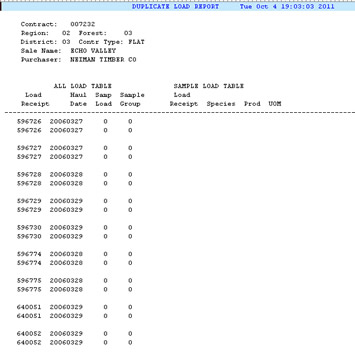 DUPLICATE LOAD REPORT Tue Oct 4 19:03:03 2011
Contract: 007232
Region: 02 Forest: 03
District: 03 Contr Type: FLAT
Sale Name: ECHO VALLEY
Purchaser: NEIMAN TIMBER CO
ALL LOAD TABLE SAMPLE LOAD TABLE
Load Haul Samp Sample Load
Receipt Date Load Group Receipt Species Prod UOM
596726 20060327 0 0
596726 20060327 0 0
596727 20060327 0 0
596727 20060327 0 0
596728 20060328 0 0
596728 20060328 0 0
596729 20060329 0 0
596729 20060329 0 0
596730 20060329 0 0
596730 20060329 0 0
596774 20060328 0 0
596774 20060328 0 0
596775 20060328 0 0
596775 20060328 0 0
640051 20060329 0 0
640051 20060329 0 0
640052 20060329 0 0
640052 20060329 0 0